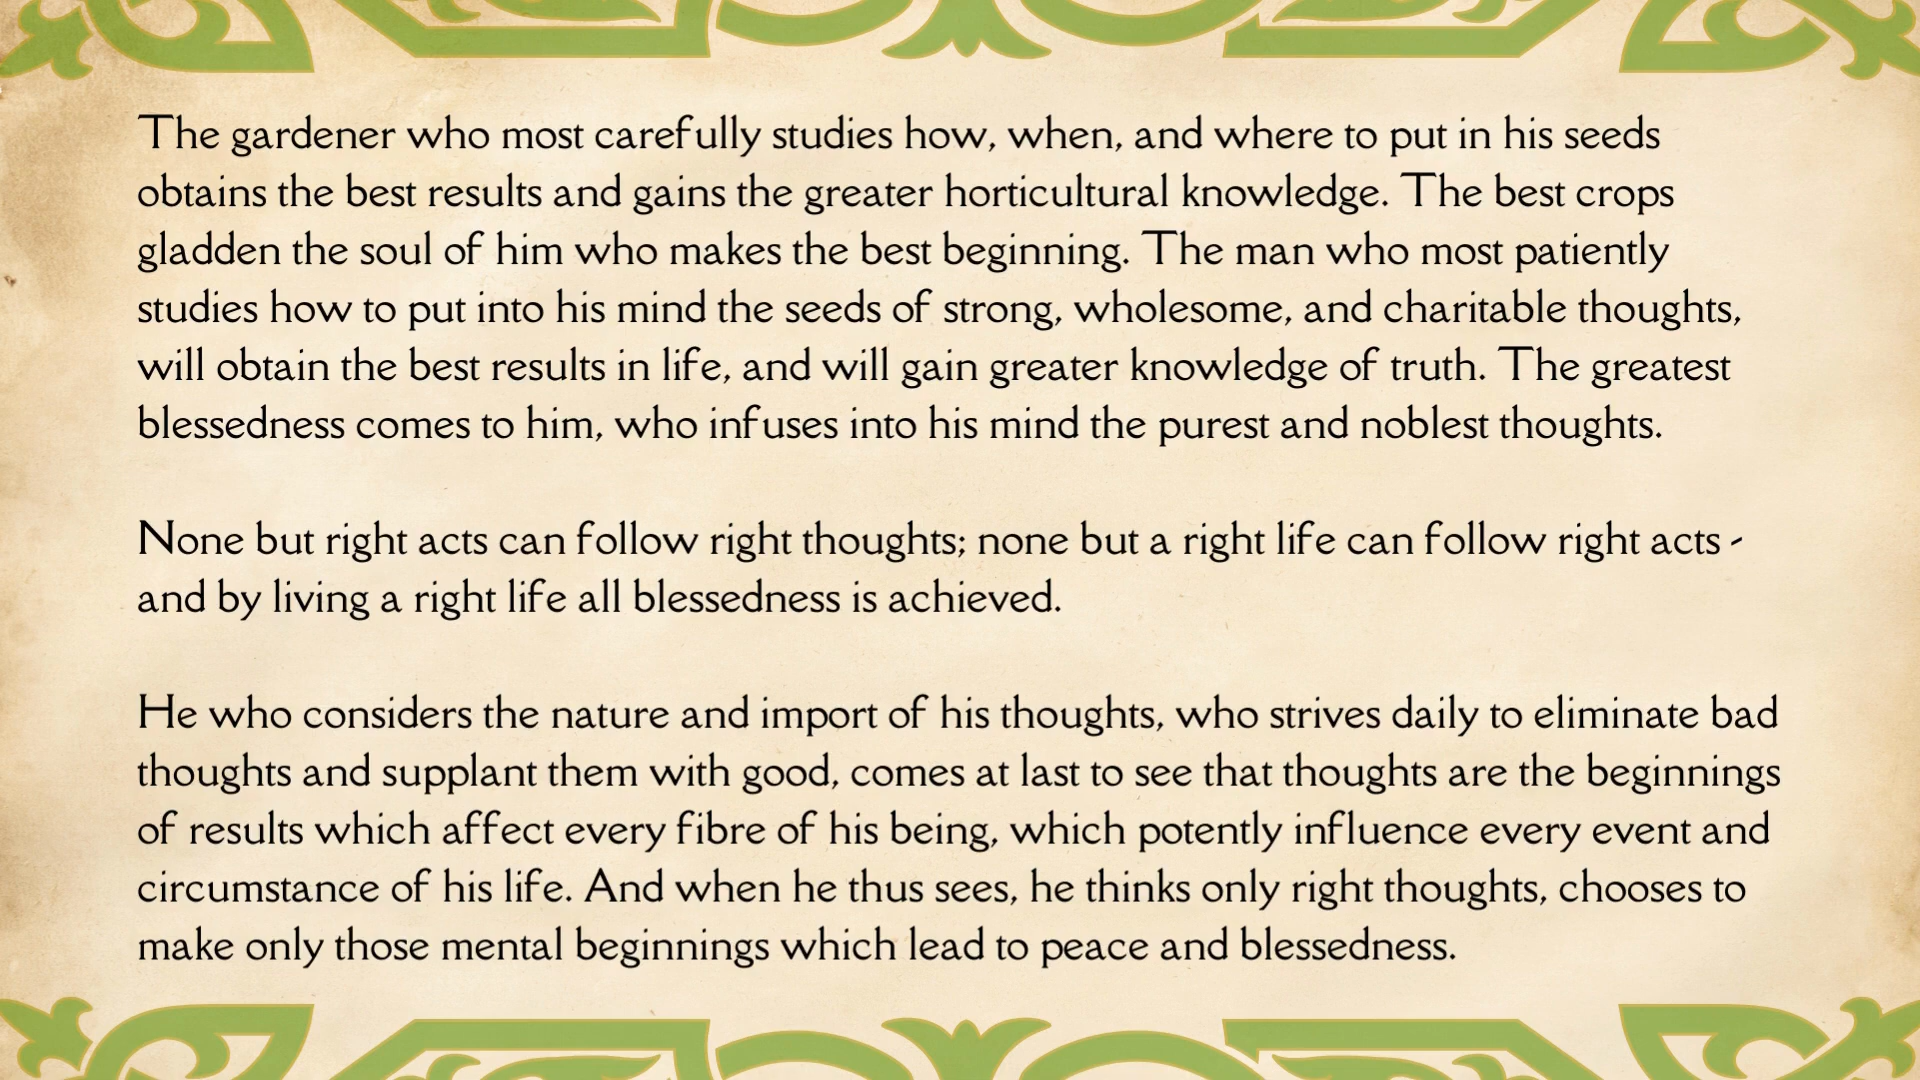 The gardener who most carefully studies how, when, and where to put in his seeds
obtains the best results and gains the greater horticultural knowledge. The best crops
gladden the soul of him who makes the best beginning. The man who most patiently
studies how to put into his mind the seeds of strong, wholesome, and charitable thoughts,
will obtain the best results in life, and will gain greater knowledge of truth. The greatest
blessedness comes to him, who infuses into his mind the purest and noblest thoughts.
None but right acts can follow right thoughts; none but a right life can follow right acts -
and by living a right life all blessedness is achieved.
He who considers the nature and import of his thoughts, who strives daily to eliminate bad
thoughts and supplant them with good, comes at last to see that thoughts are the beginnings
of results which affect every fibre of his being, which potently influence every event and
circumstance of his life. And when he thus sees, he thinks only right thoughts, chooses to
make only those mental beginnings which lead to peace and blessedness.